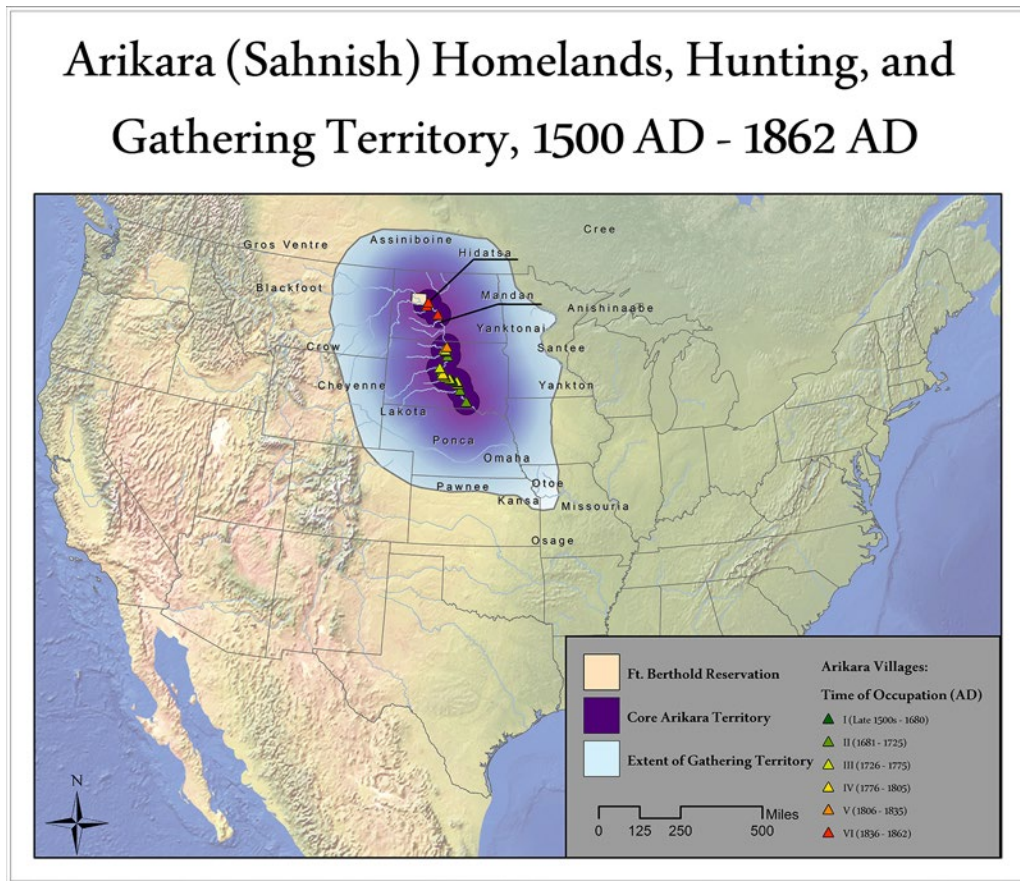 Arikara (Sahnish) Homelands, Hunting, and
Gathering Territory, 1500 AD - 1862 AD
Cree
Assiniboine
Gros Ventre
Hidatsa
Blackfoot
Mandan
Anishinaabe
Yanktonai
Crow
Santee
Cheyenne
Yankton
Lakota
Ponca
Omaha
Pawnee
Otoe
Kansa
Missouria
Osage
Ft. Berthold Reservation
Core Arikara Territory
Extent of Gathering Territory
Miles
0 125 250 500
Arikara Villages:
Time of Occupation (AD)
I (Late 1500s - 1680)
II (1681 - 1725)
III (1726 - 1775)
IV (1776 - 1805)
V (1806 - 1835)
VI (1836 - 1862)
N